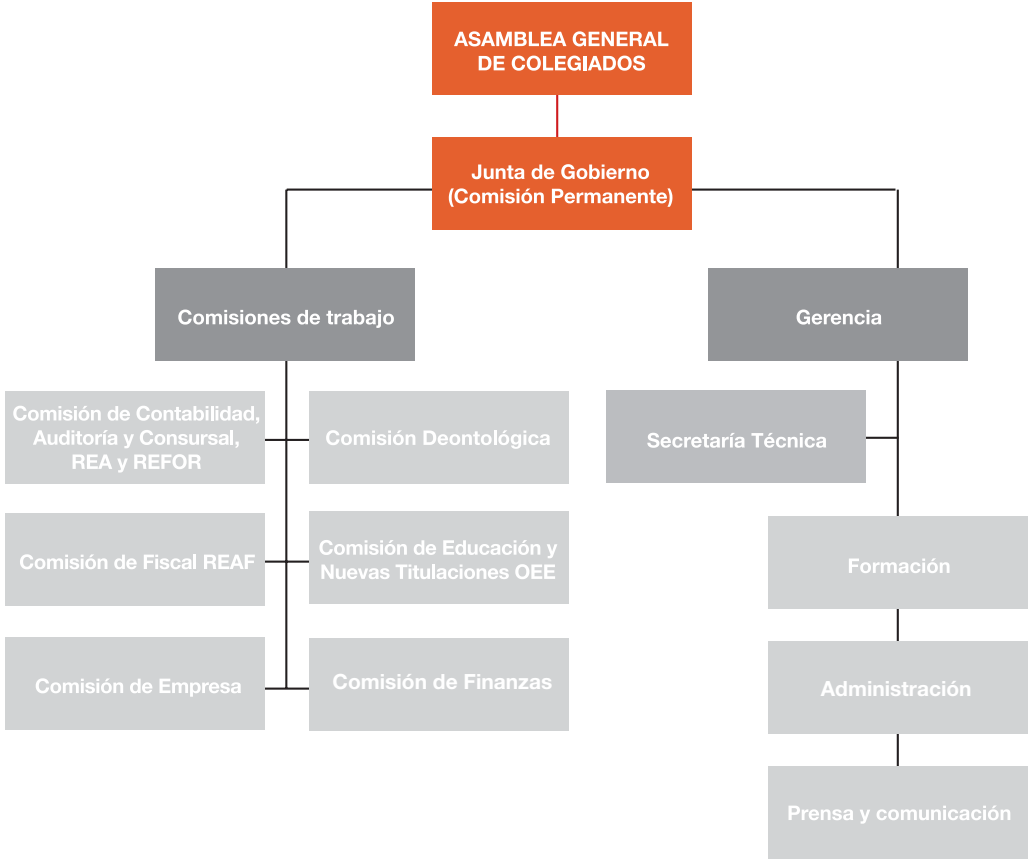 ASAMBLEA GENERAL
DE COLEGIADOS
Junta de Gobierno
(Comisión Permanente)
Comisiones de trabajo
Gerencia
Comisión de Contabilidad,
Auditoría y Consursal,
REA y REFOR
Comisión Deontológica
Secretaría Técnica
Comisión de Fiscal REAF
Comisión de Educación y
Nuevas Titulaciones OEE
Formación
Comisión de Empresa
Comisión de Finanzas
Administración
Prensa y comunicación